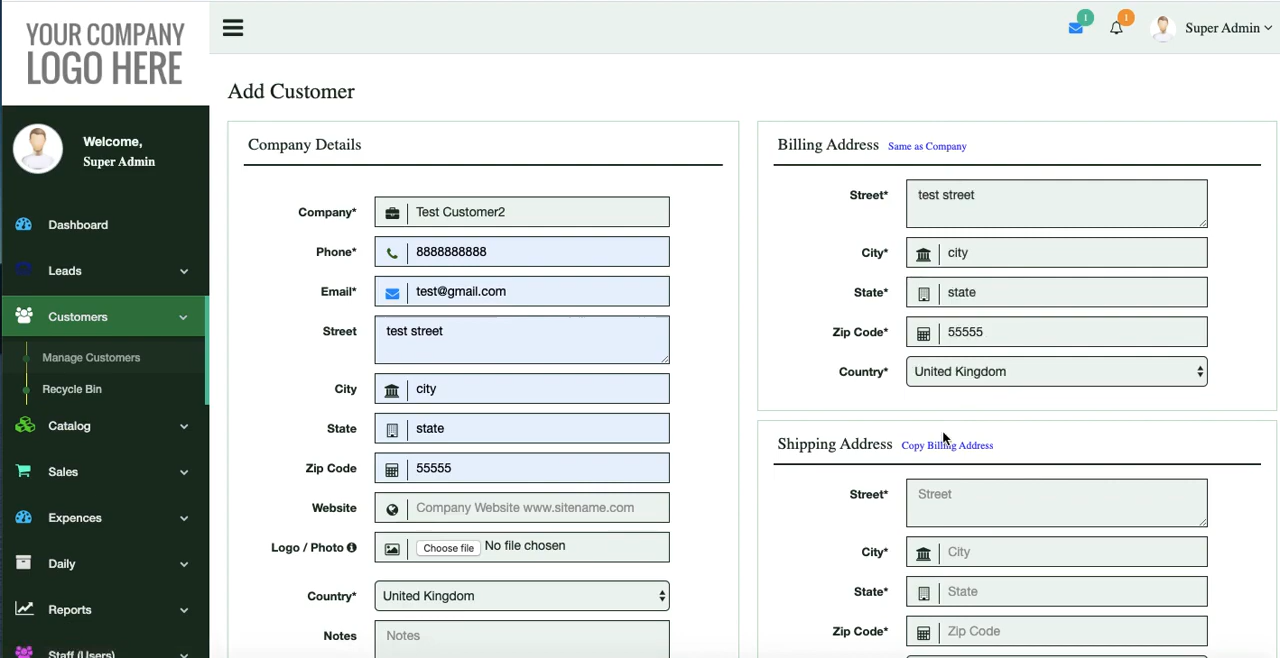 YOUR COMPANY
LOGO HERE
1
1
Super Admin
Welcome,
Super Admin
Dashboard
Leads
Customers
Manage Customers
Recycle Bin
Catalog
Sales
Expences
Daily
Reports
Staff (Users)
Add Customer
Company Details
Company* Test Customer2
Phone* 8888888888
Email* test@gmail.com
Street test street
City city
State state
Zip Code 55555
Website Company Website www.sitename.com
Logo / Photo Choose file No file chosen
Country* United Kingdom
Notes Notes
Billing Address Same as Company
Street* test street
City* city
State* state
Zip Code* 55555
Country* United Kingdom
Shipping Address Copy Billing Address
Street* Street
City* City
State* State
Zip Code* Zip Code